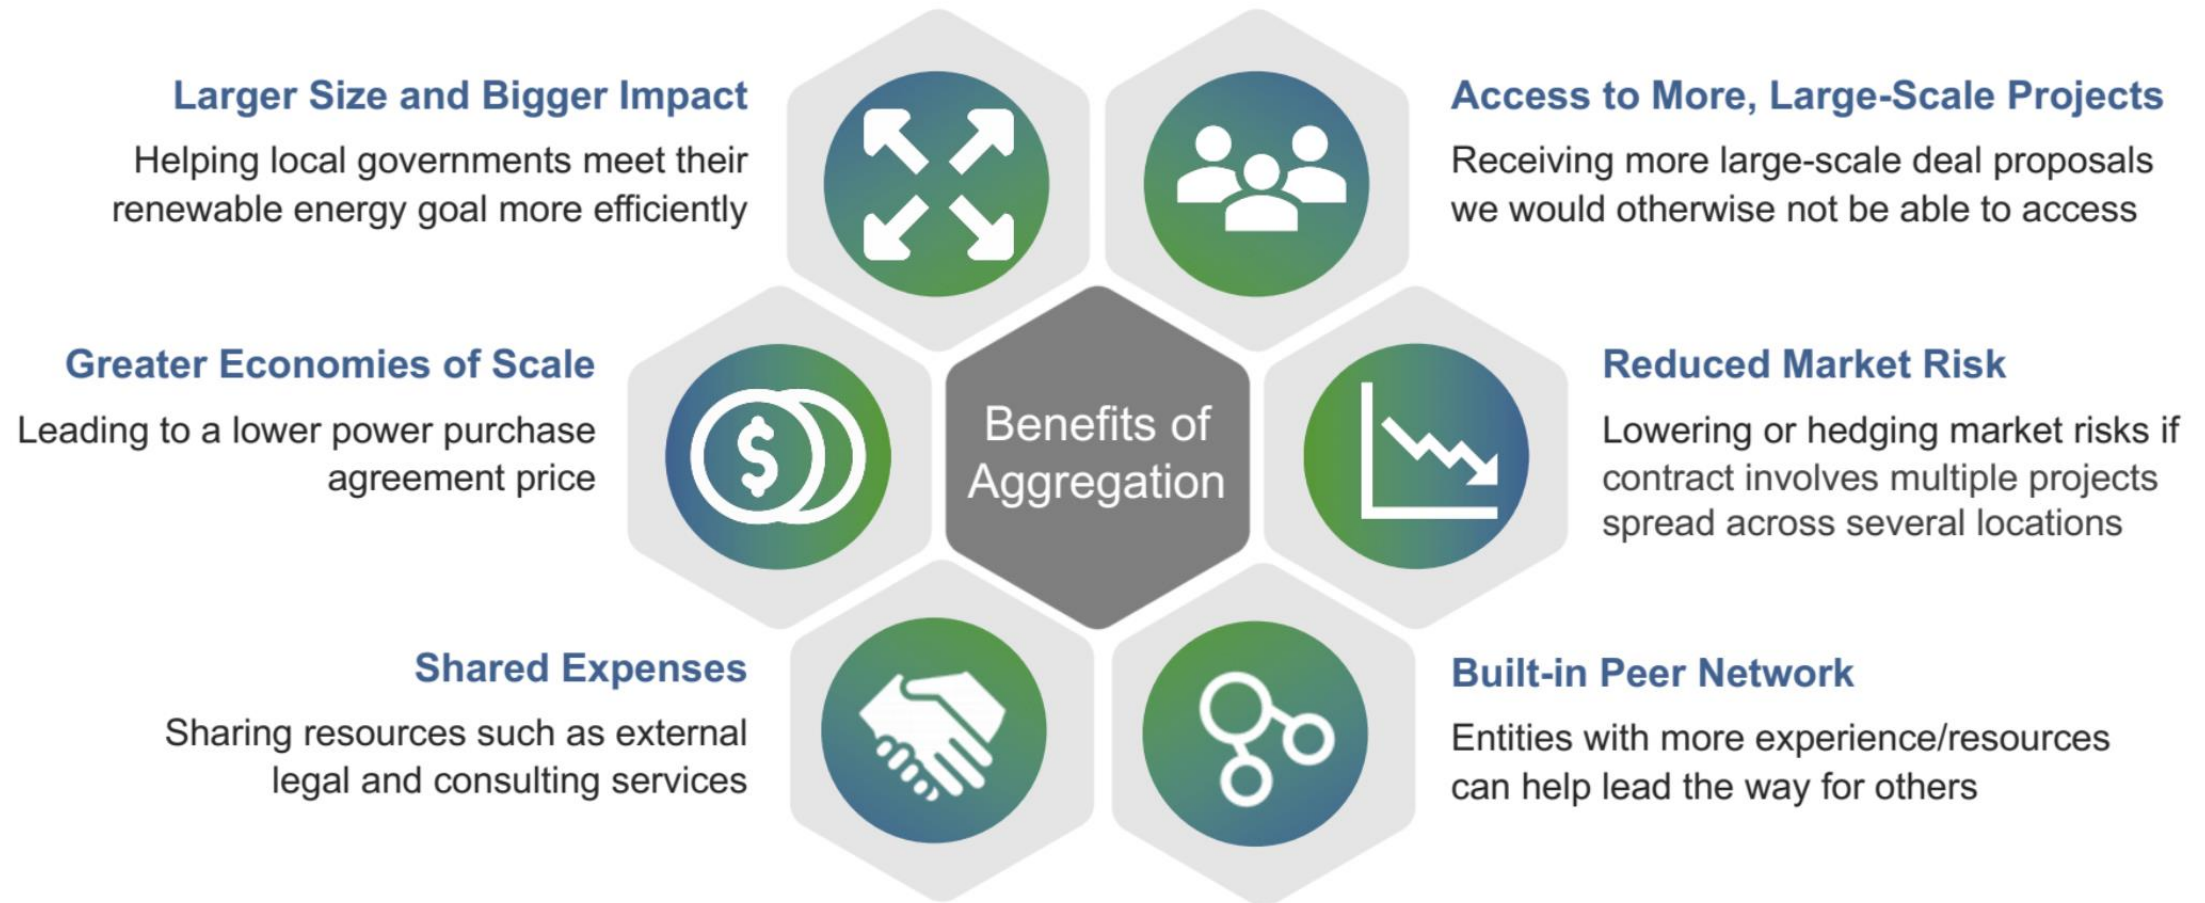 Larger Size and Bigger Impact
Helping local governments meet their
renewable energy goal more efficiently
Access to More, Large-Scale Projects
Receiving more large-scale deal proposals
we would otherwise not be able to access
Greater Economies of Scale
Leading to a lower power purchase
agreement price
$
Benefits of
Aggregation
Reduced Market Risk
Lowering or hedging market risks if
contract involves multiple projects
spread across several locations
Shared Expenses
Sharing resources such as external
legal and consulting services
Built-in Peer Network
Entities with more experience/resources
can help lead the way for others